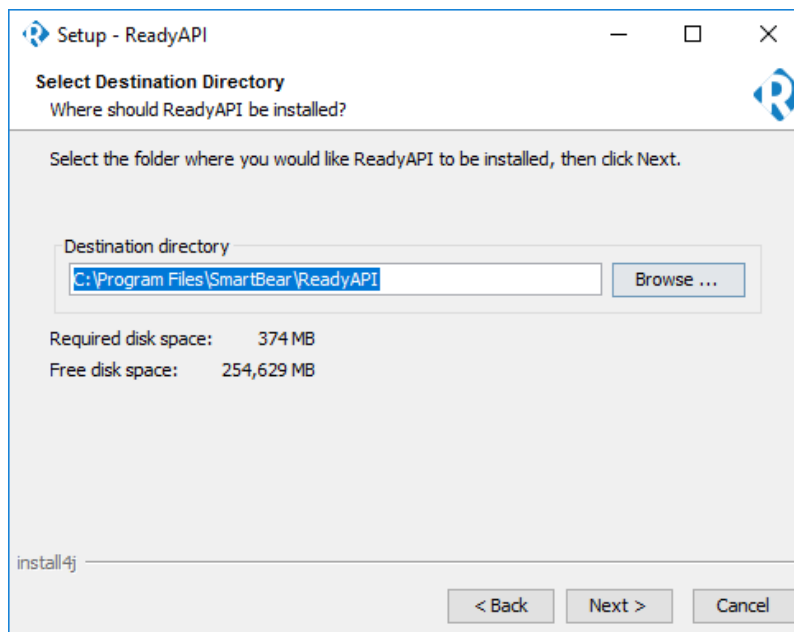 Setup - ReadyAPI
Select Destination Directory
Where should ReadyAPI be installed?
Select the folder where you would like ReadyAPI to be installed, then click Next.
Destination directory
C:\Program Files\SmartBear\ReadyAPI
Browse ...
Required disk space: 374 MB
Free disk space: 254,629 MB
install4j
< Back Next > Cancel